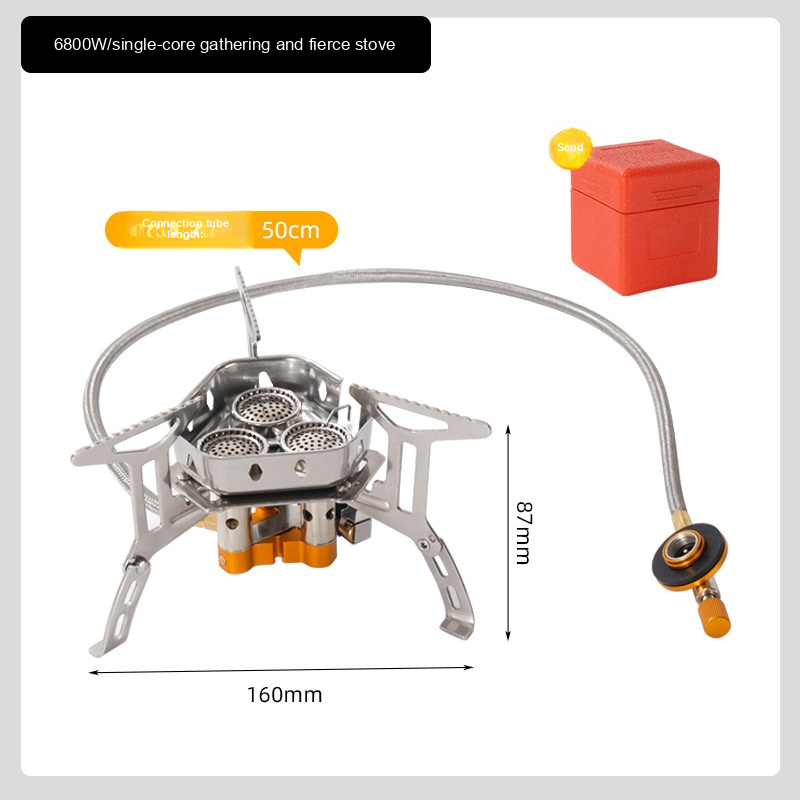 6800W/single-core gathering and fierce stove
Send
Connection tube
length:
50cm
87mm
160mm